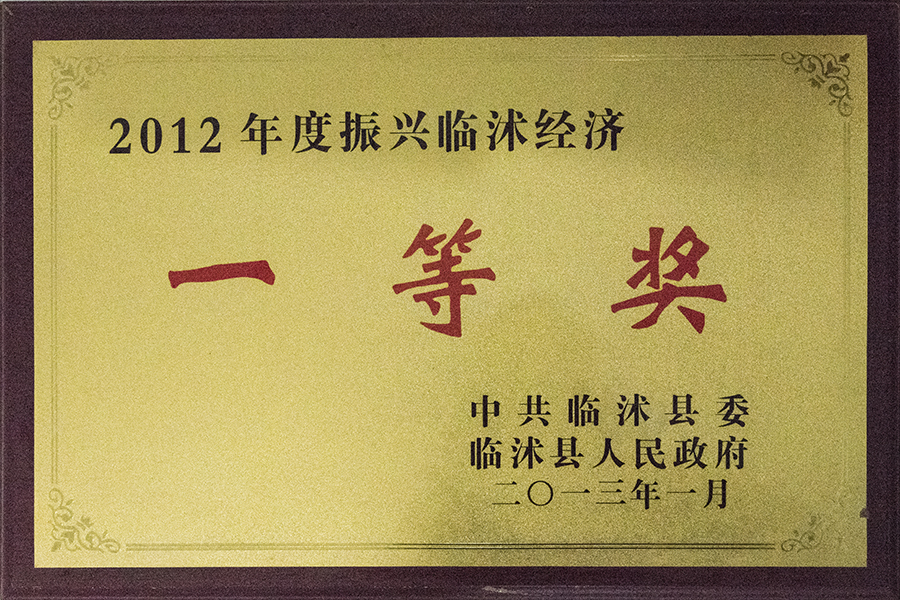 2012年度振兴临沭经济
一等奖
中共临沭县委
临沭县人民政府
二〇一三年一月